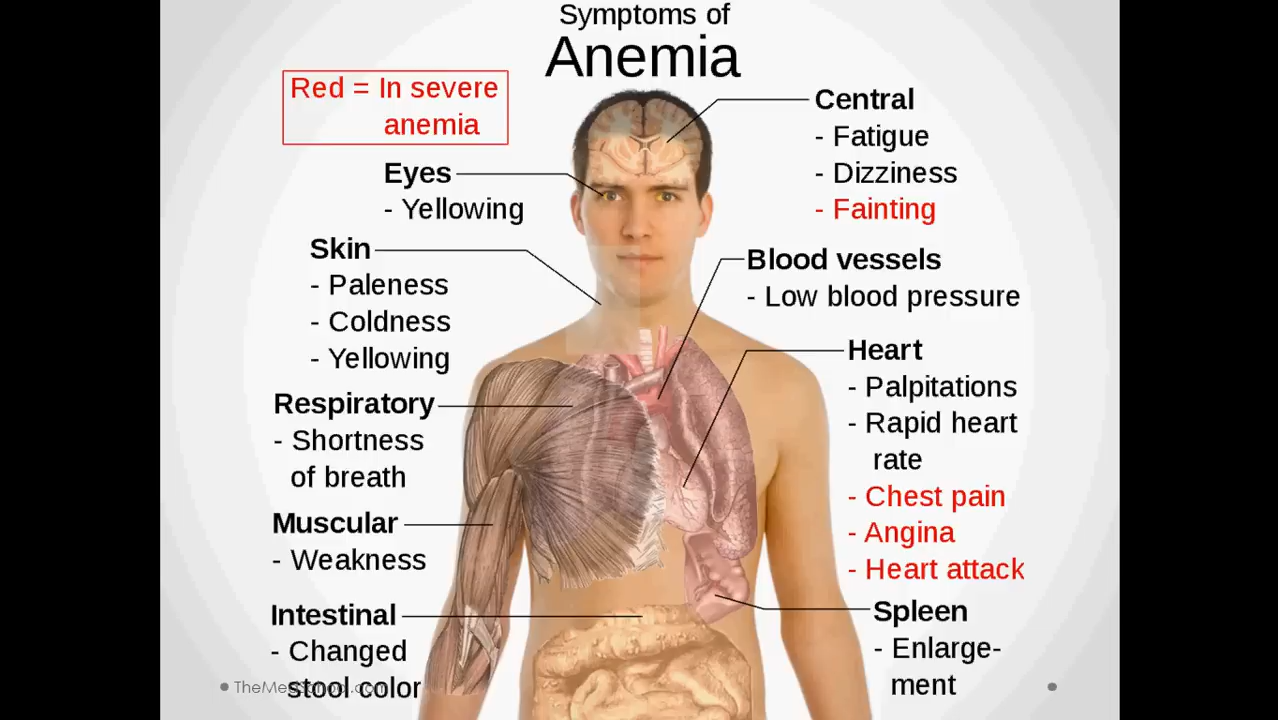 Symptoms of
Anemia
Red = In severe
anemia
Eyes
- Yellowing
Skin
- Paleness
- Coldness
- Yellowing
Respiratory
- Shortness
of breath
Muscular
- Weakness
Intestinal
- Changed
stool color
Central
- Fatigue
- Dizziness
- Fainting
Blood vessels
- Low blood pressure
Heart
- Palpitations
- Rapid heart
rate
- Chest pain
- Angina
- Heart attack
Spleen
- Enlarge-
ment